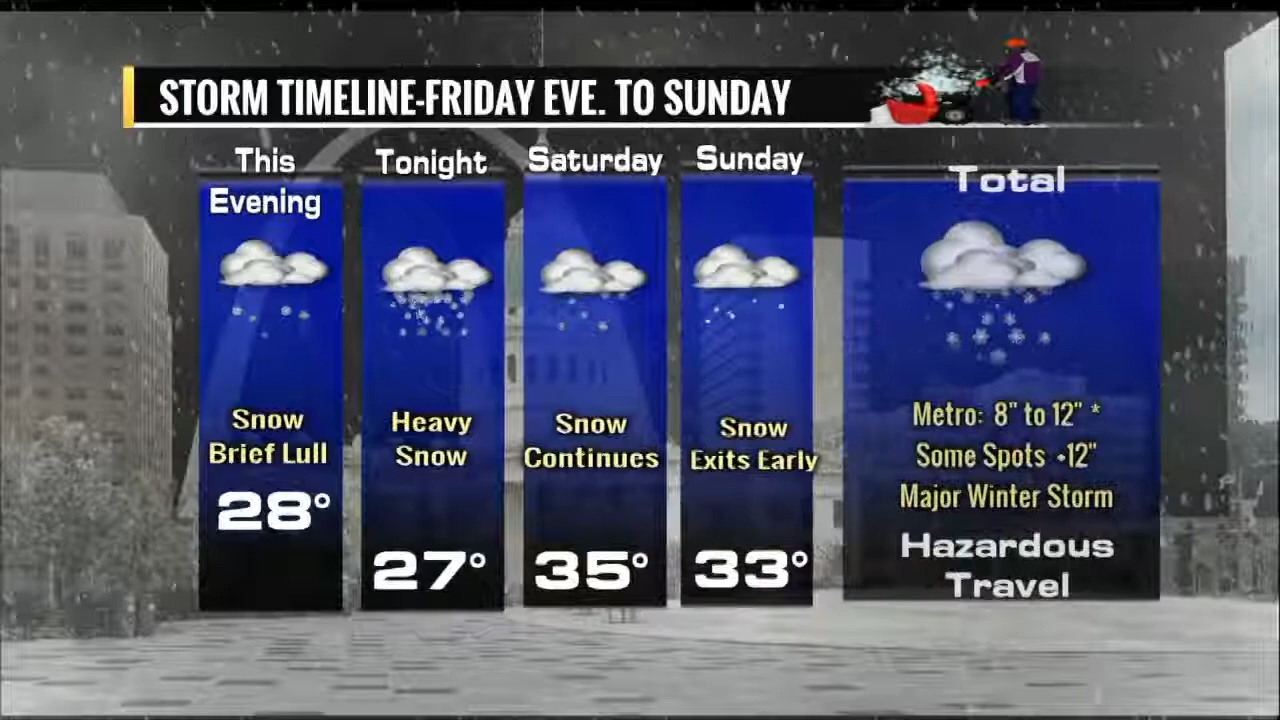 STORM TIMELINE-FRIDAY EVE. TO SUNDAY
This
Evening
Snow
Brief Lull
28°
Tonight
Heavy
Snow
27°
Saturday
Snow
Continues
35°
Sunday
Snow
Exits Early
33°
Total
Metro: 8" to 12" *
Some Spots +12"
Major Winter Storm
Hazardous
Travel